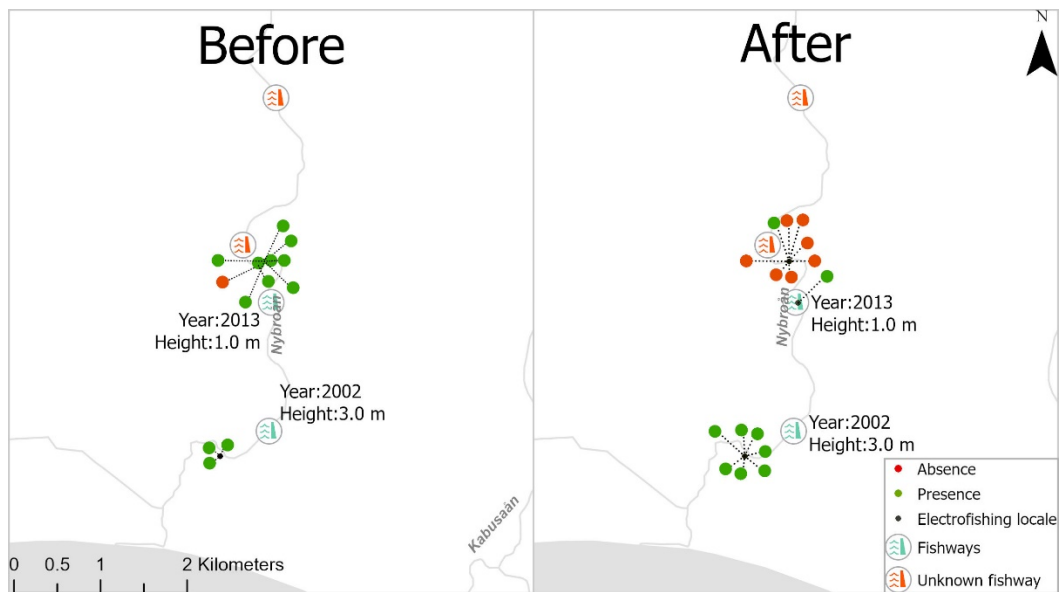 Before
After
N
Year:2013
Height:1.0 m
Nybroån
Year:2002
Height:3.0 m
Kabusaån
0 0.5 1 2 Kilometers
Year:2013
Height:1.0 m
Nybroån
Year:2002
Height:3.0 m
Absence
Presence
Electrofishing locale
Fishways
Unknown fishway